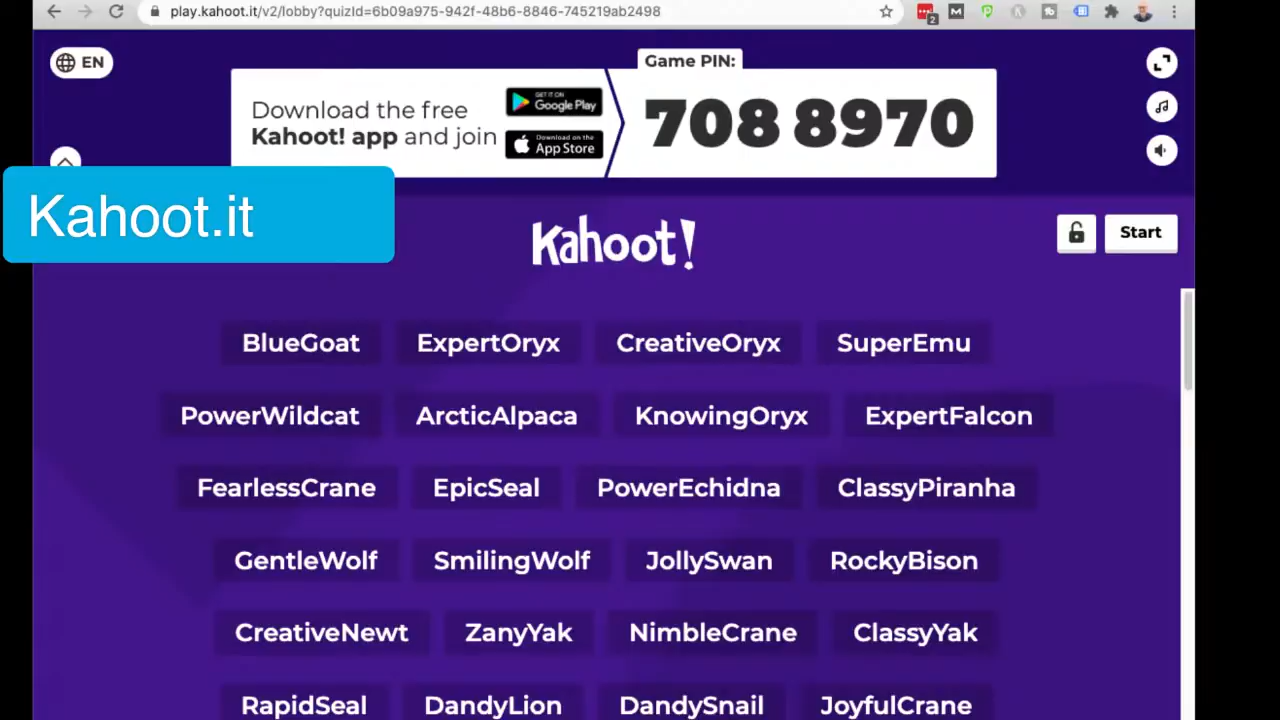 play.kahoot.it/v2/lobby?quizId=6b09a975-942f-48b6-8846-745219ab2498
2
EN
Game PIN:
Download the free
Kahoot! app and join
GET IT ON
Google Play
Download on the
App Store
708 8970
Kahoot.it
Kahoot!
Start
BlueGoat ExpertOryx CreativeOryx SuperEmu
PowerWildcat ArcticAlpaca KnowingOryx ExpertFalcon
FearlessCrane EpicSeal PowerEchidna ClassyPiranha
GentleWolf SmilingWolf JollySwan RockyBison
CreativeNewt ZanyYak NimbleCrane ClassyYak
RapidSeal DandyLion DandySnail JoyfulCrane